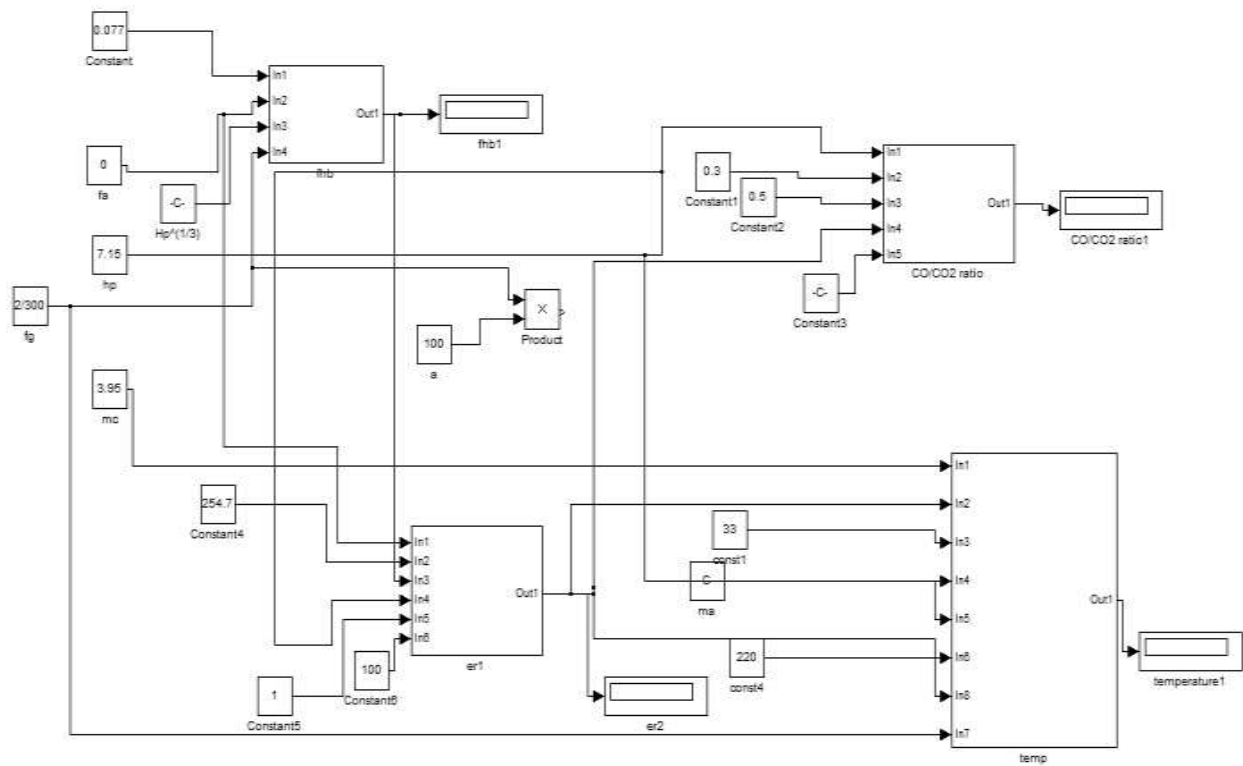 0.077
Constant
In1
In2
In3
In4
Out1
fhb
fhb1
0
fa
-C-
Hp^(1/3)
7.15
hp
2/300
fg
0.3
Constant1
0.5
Constant2
-C-
Constant3
In1
In2
In3
In4
In5
Out1
CO/CO2 ratio
CO/CO2 ratio1
X
Product
100
a
3.95
mc
254.7
Constant4
In1
In2
In3
In4
In5
In6
Out1
er1
1
Constant5
100
Constant6
er2
33
const1
C
ma
220
const4
In1
In2
In3
In4
In5
In6
In8
In7
Out1
temp
temperature1